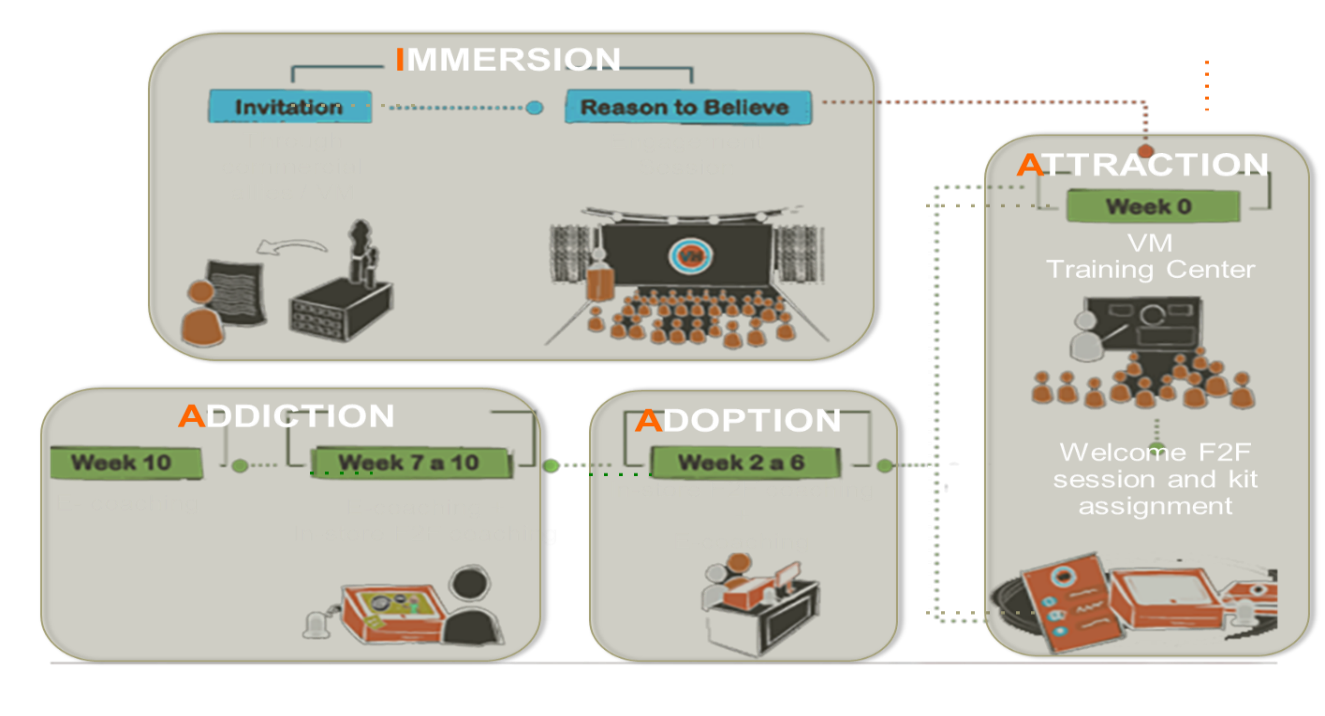 IMMERSION
Invitation
Reason to Believe
VM
ATTRACTION
Week 0
VM
Training Center
Welcome F2F
session and kit
assignment
ADDICTION
Week 10
Week 7 a 10
ADOPTION
Week 2 a 6